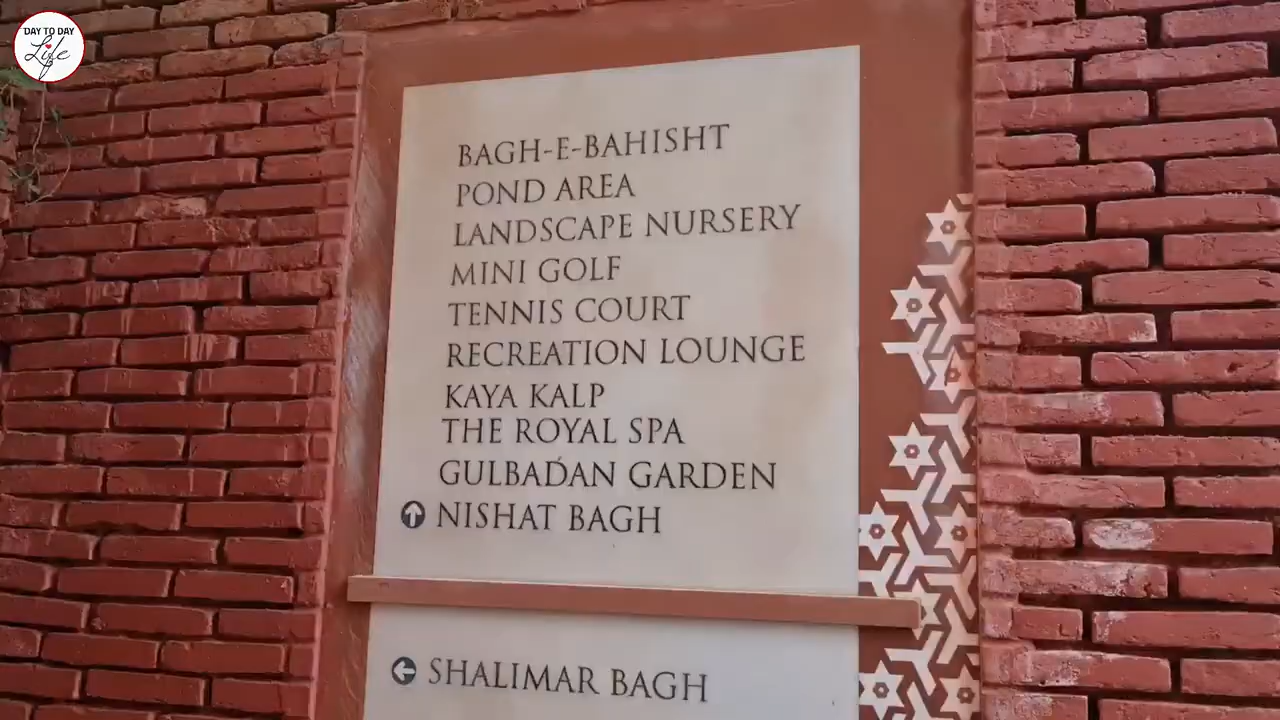 DAY TO DAY
Life
BAGH-E-BAHISHT
POND AREA
LANDSCAPE NURSERY
MINI GOLF
TENNIS COURT
RECREATION LOUNGE
KAYA KALP
THE ROYAL SPA
GULBADAN GARDEN
NISHAT BAGH
SHALIMAR BAGH